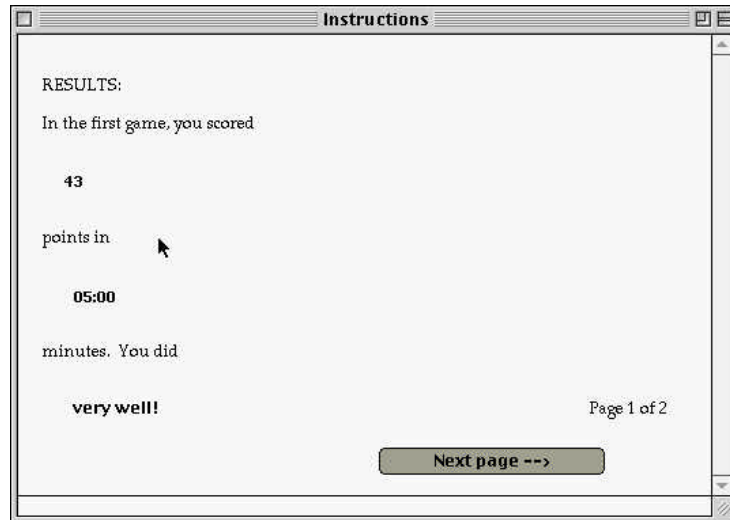 Instructions
RESULTS:
In the first game, you scored
43
points in
05:00
minutes.  You did
very well!
Page 1 of 2
Next page -->